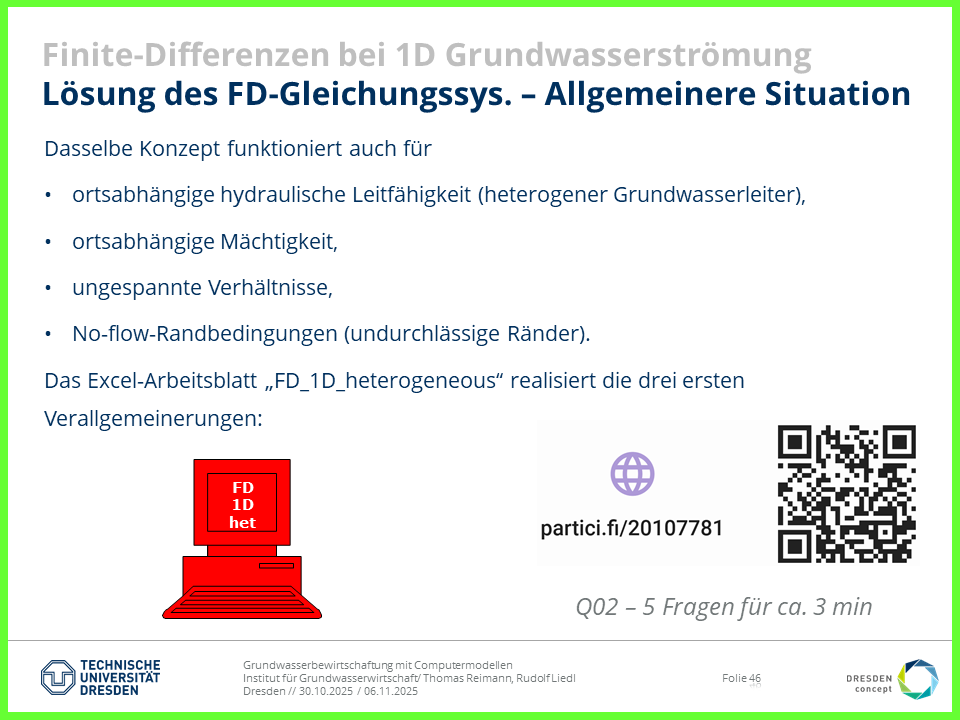 Finite-Differenzen bei 1D Grundwasserströmung
Lösung des FD-Gleichungssys. – Allgemeinere Situation
Dasselbe Konzept funktioniert auch für
• ortsabhängige hydraulische Leitfähigkeit (heterogener Grundwasserleiter),
• ortsabhängige Mächtigkeit,
• ungespannte Verhältnisse,
• No-flow-Randbedingungen (undurchlässige Ränder).
Das Excel-Arbeitsblatt „FD_1D_heterogeneous“ realisiert die drei ersten
Verallgemeinerungen:
FD
1D
het
partici.fi/20107781
Q02 – 5 Fragen für ca. 3 min
TECHNISCHE
UNIVERSITÄT
DRESDEN
Grundwasserbewirtschaftung mit Computermodellen
Institut für Grundwasserwirtschaft/ Thomas Reimann, Rudolf Liedl
Dresden // 30.10.2025 / 06.11.2025
Folie 46
DRESDEN
concept